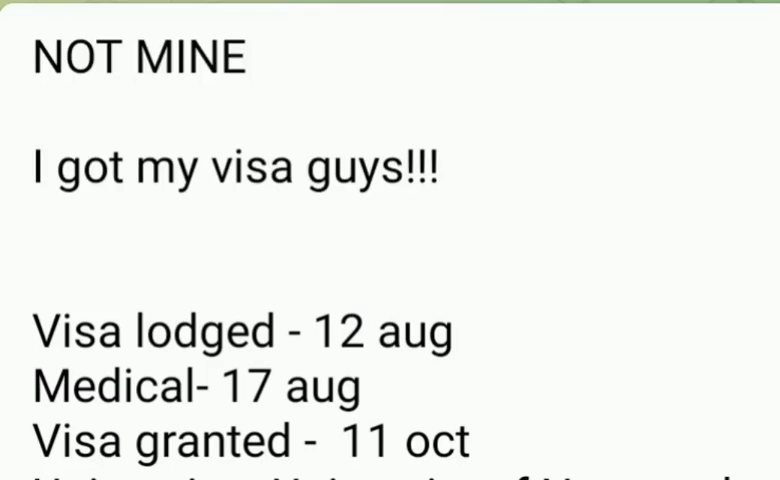 NOT MINE
I got my visa guys!!!
Visa lodged - 12 aug
Medical- 17 aug
Visa granted -  11 oct